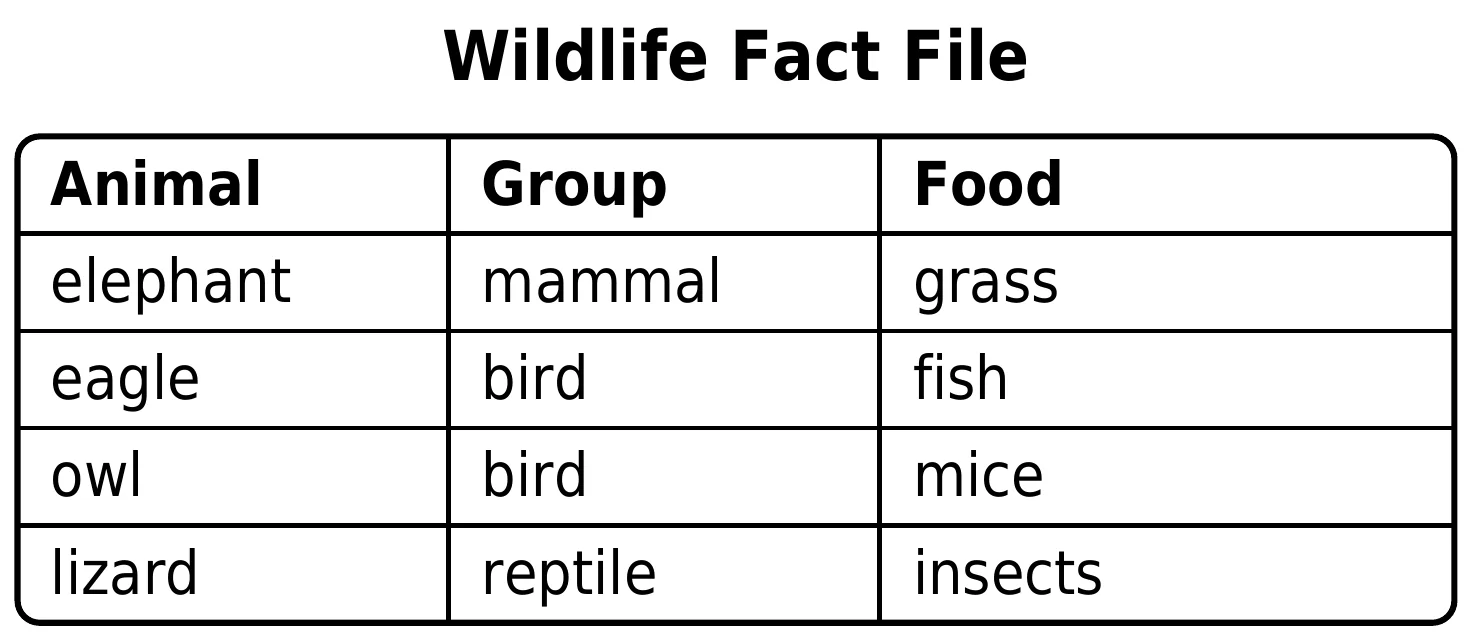 Wildlife Fact File
Animal Group Food
elephant mammal grass
eagle bird fish
owl bird mice
lizard reptile insects